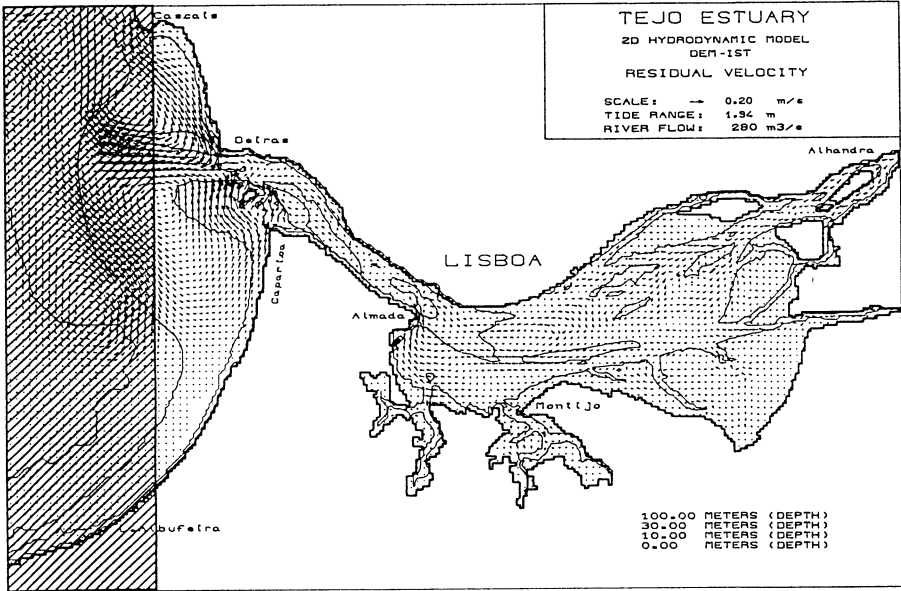 Cascais
TEJO ESTUARY
2D HYDRODYNAMIC MODEL
DEM-IST
RESIDUAL VELOCITY
SCALE: → 0.20 m/s
TIDE RANGE: 1.94 m
RIVER FLOW: 280 m3/s
Oeiras
Alhandra
LISBOA
Caparica
Almada
Montijo
L.Albufeira
100.00 METERS (DEPTH)
30.00 METERS (DEPTH)
10.00 METERS (DEPTH)
0.00 METERS (DEPTH)